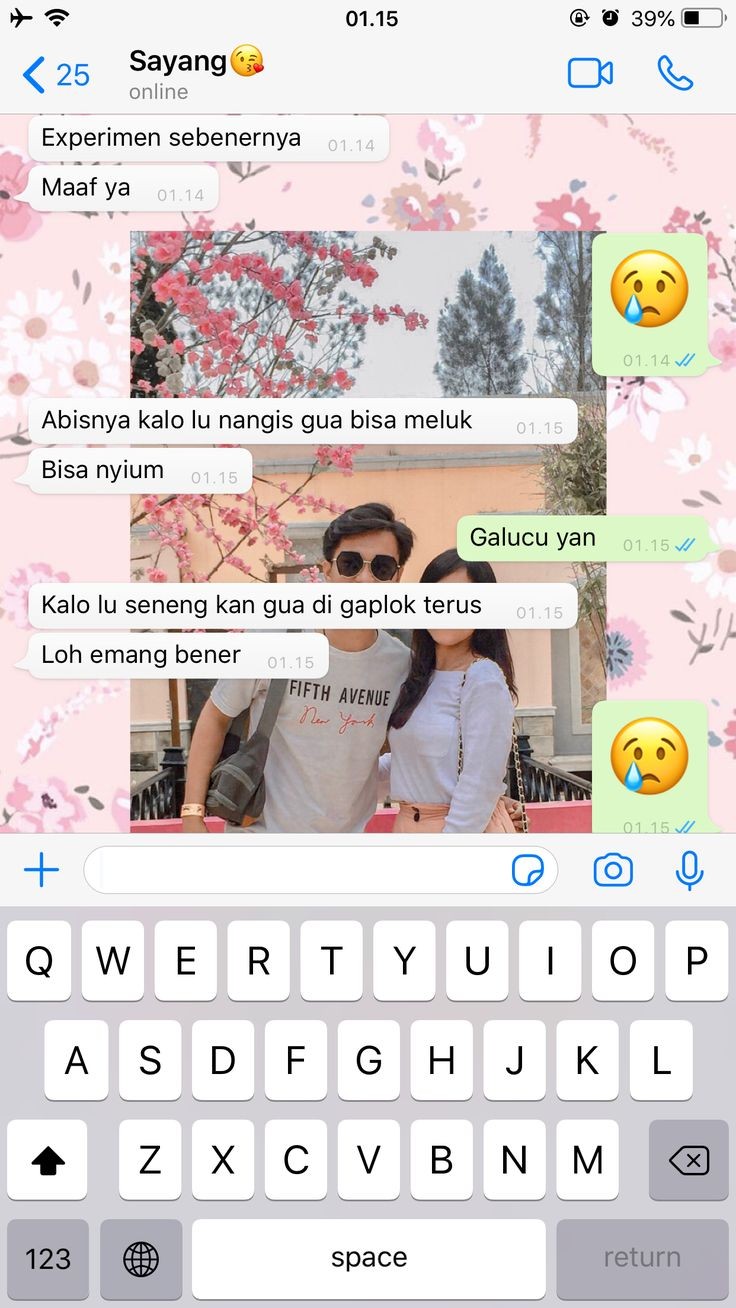 01.15
39%
25
Sayang😘
online
Experimen sebenernya 01.14
Maaf ya 01.14
😢
01.14
Abisnya kalo lu nangis gua bisa meluk 01.15
Bisa nyium 01.15
Galucu yan 01.15
Kalo lu seneng kan gua di gaplok terus 01.15
Loh emang bener 01.15
FIFTH AVENUE
New York
😢
01.15
Q W E R T Y U I O P
A S D F G H J K L
Z X C V B N M
123 space return